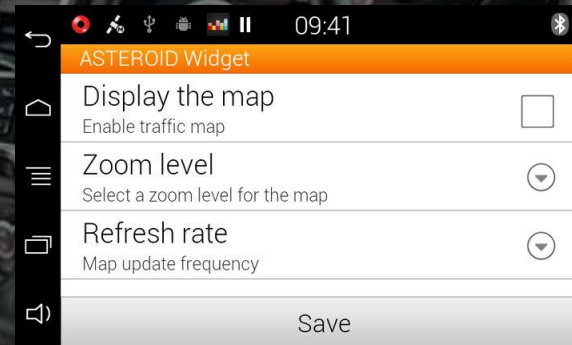 09:41
ASTEROID Widget
Display the map
Enable traffic map
Zoom level
Select a zoom level for the map
Refresh rate
Map update frequency
Save